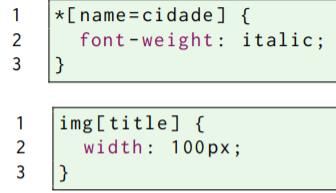 1 *[name=cidade] {
2 font-weight: italic;
3 }
1 img[title] {
2 width: 100px;
3 }